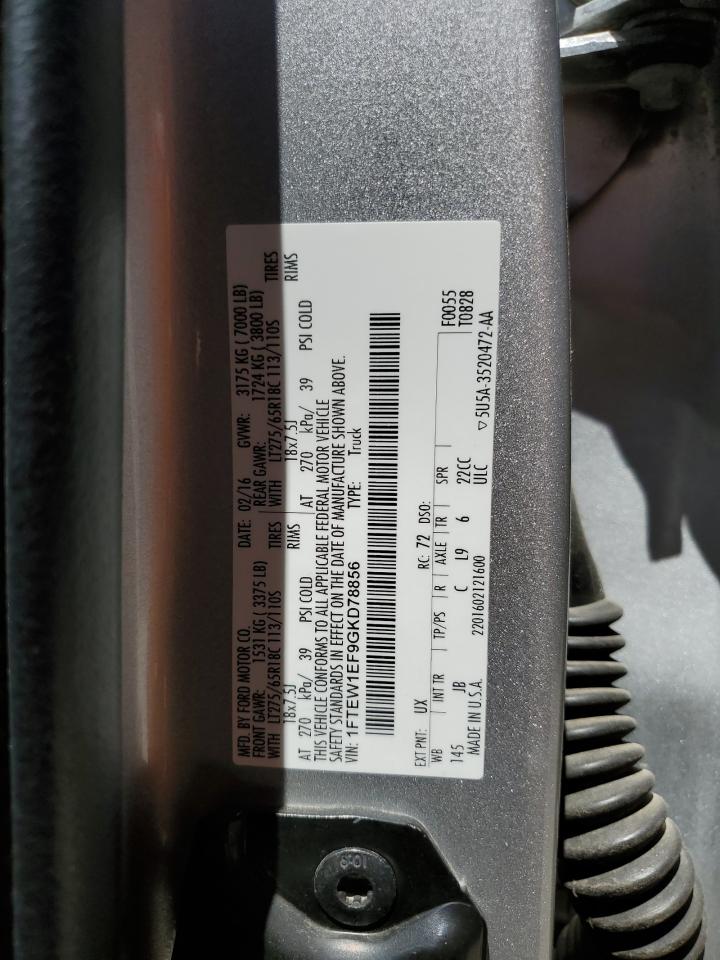 MFD. BY FORD MOTOR CO.
DATE: 02/16 GVWR: 3175 KG ( 7000 LB)
FRONT GAWR: 1531 KG ( 3375 LB) REAR GAWR: 1724 KG ( 3800 LB)
WITH LT275/65R18C 113/110S TIRES WITH LT275/65R18C 113/110S TIRES
18x7.5J RIMS 18x7.5J RIMS
AT 270 kPa/ 39 PSI COLD AT 270 kPa/ 39 PSI COLD
THIS VEHICLE CONFORMS TO ALL APPLICABLE FEDERAL MOTOR VEHICLE
SAFETY STANDARDS IN EFFECT ON THE DATE OF MANUFACTURE SHOWN ABOVE.
VIN: 1FTEW1EF9GKD78856 TYPE: Truck
EXT PNT: UX RC: 72 DSO: F0055
WB INT TR TP/PS R AXLE TR SPR T0828
145 JB C L9 6 22CC
MADE IN U.S.A. 2201602121600 ULC
▽ 5U5A-3520472-AA
10.9